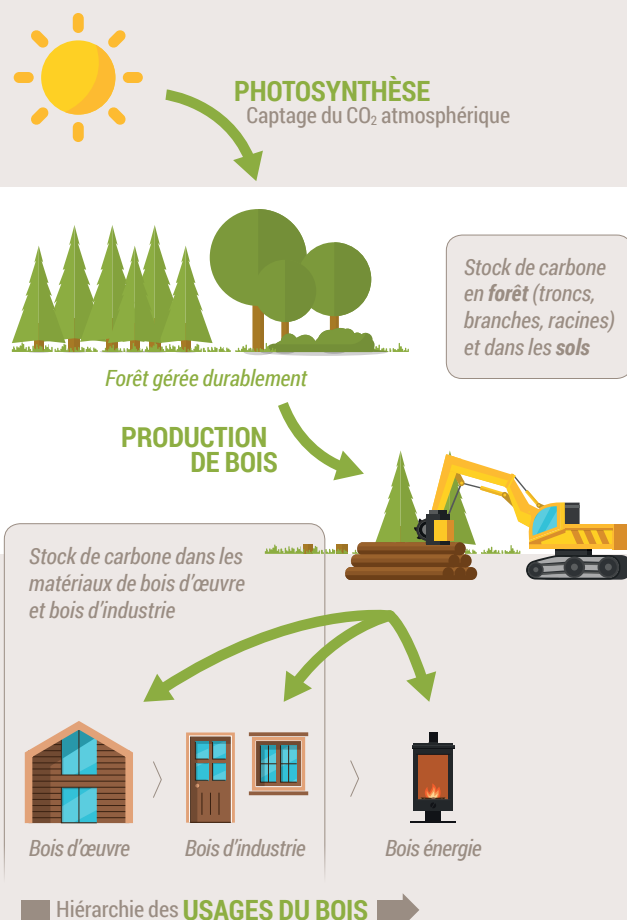 PHOTOSYNTHÈSE
Captage du CO₂ atmosphérique
Stock de carbone
en forêt (troncs,
branches, racines)
et dans les sols
Forêt gérée durablement
PRODUCTION
DE BOIS
Stock de carbone dans les
matériaux de bois d'œuvre
et bois d'industrie
Bois d'œuvre
Bois d'industrie
Bois énergie
Hiérarchie des USAGES DU BOIS